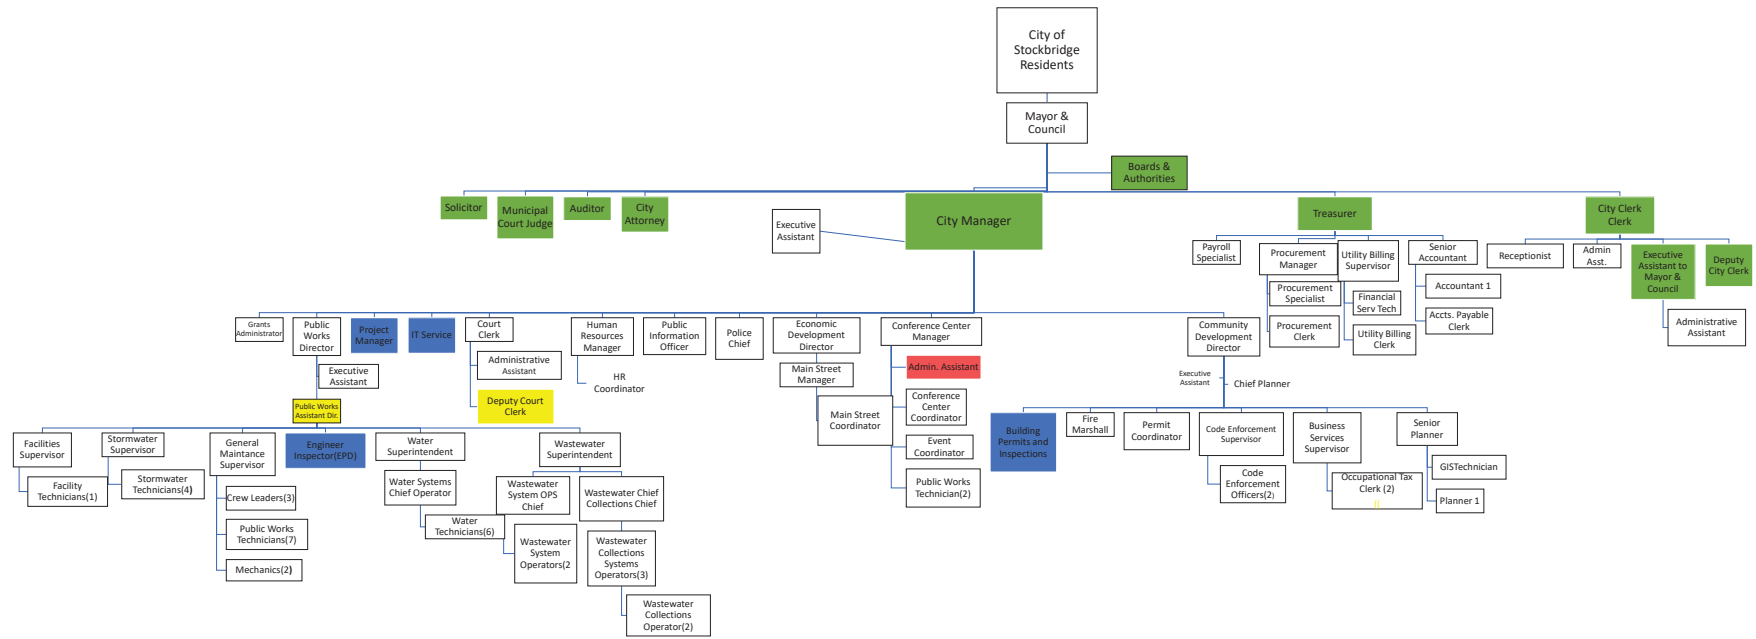 City of
Stockbridge
Residents
Mayor &
Council
Boards &
Authorities
Solicitor
Municipal
Court Judge
Auditor
City
Attorney
Executive
Assistant
City Manager
Treasurer
City Clerk
Clerk
Payroll
Specialist
Procurement
Manager
Procurement
Specialist
Procurement
Clerk
Utility Billing
Supervisor
Financial
Serv Tech
Utility Billing
Clerk
Senior
Accountant
Accountant 1
Accts. Payable
Clerk
Receptionist
Admin
Asst.
Executive
Assistant to
Mayor &
Council
Administrative
Assistant
Deputy
City Clerk
Grants
Administrator
Public
Works
Director
Executive
Assistant
Public Works
Assistant Dir.
Project
Manager
IT Service
Court
Clerk
Administrative
Assistant
Deputy Court
Clerk
Human
Resources
Manager
HR
Coordinator
Public
Information
Officer
Police
Chief
Economic
Development
Director
Main Street
Manager
Main Street
Coordinator
Conference Center
Manager
Admin. Assistant
Conference
Center
Coordinator
Event
Coordinator
Public Works
Technician(2)
Community
Development
Director
Executive
Assistant
Chief Planner
Facilities
Supervisor
Facility
Technicians(1)
Stormwater
Supervisor
Stormwater
Technicians(4)
General
Maintance
Supervisor
Crew Leaders(3)
Public Works
Technicians(7)
Mechanics(2)
Engineer
Inspector(EPD)
Water
Superintendent
Water Systems
Chief Operator
Water
Technicians(6)
Wastewater
Superintendent
Wastewater
System OPS
Chief
Wastewater
System
Operators(2
Wastewater Chief
Collections Chief
Wastewater
Collections
Systems
Operators(3)
Wastewater
Collections
Operator(2)
Building
Permits and
Inspections
Fire
Marshall
Permit
Coordinator
Code Enforcement
Supervisor
Code
Enforcement
Officers(2)
Business
Services
Supervisor
Occupational Tax
Clerk (2)
()
Senior
Planner
GISTechnician
Planner 1